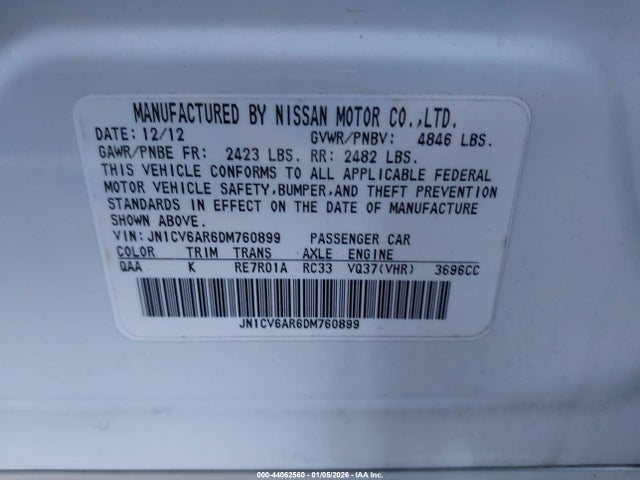 MANUFACTURED BY NISSAN MOTOR CO.,LTD.
DATE: 12/12 GVWR/PNBV: 4846 LBS.
GAWR/PNBE FR: 2423 LBS. RR: 2482 LBS.
THIS VEHICLE CONFORMS TO ALL APPLICABLE FEDERAL
MOTOR VEHICLE SAFETY,BUMPER,AND THEFT PREVENTION
STANDARDS IN EFFECT ON THE DATE OF MANUFACTURE
SHOWN ABOVE.
VIN: JN1CV6AR6DM760899 PASSENGER CAR
COLOR TRIM TRANS AXLE ENGINE
QAA K RE7R01A RC33 VQ37(VHR) 3696CC
JN1CV6AR6DM760899
000-44062560 - 01/05/2026 - IAA Inc.